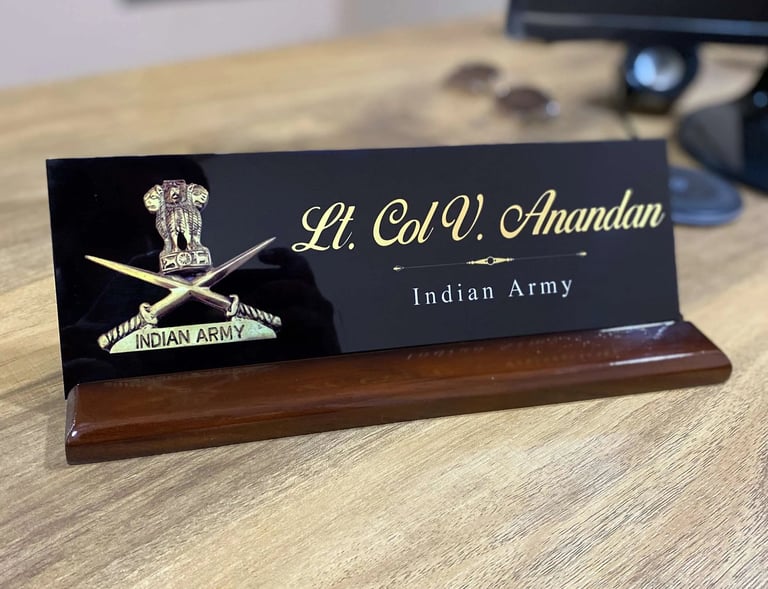 Lt. Col V. Anandan
Indian Army
INDIAN ARMY